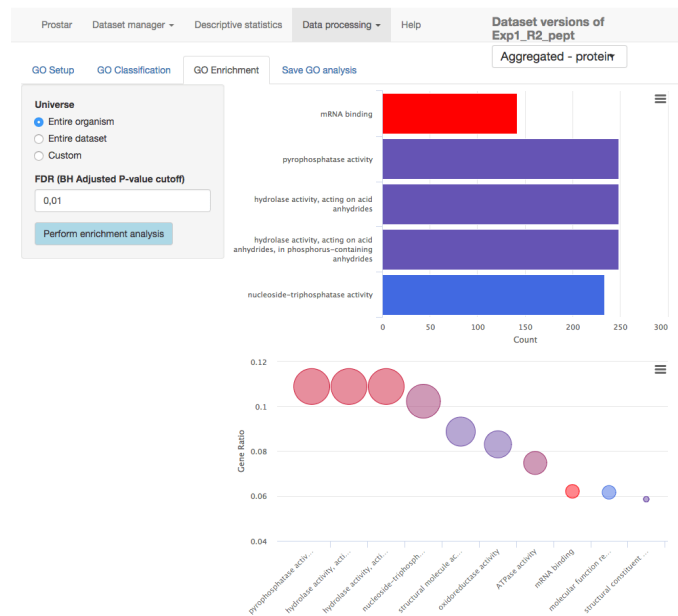 Prostar
Dataset manager
Descriptive statistics
Data processing
Help
Dataset versions of
Exp1_R2_pept
Aggregated - protein
GO Setup
GO Classification
GO Enrichment
Save GO analysis
Universe
Entire organism
Entire dataset
Custom
FDR (BH Adjusted P-value cutoff)
0,01
Perform enrichment analysis
mRNA binding
pyrophosphatase activity
hydrolase activity, acting on acid
anhydrides
hydrolase activity, acting on acid
anhydrides, in phosphorus-containing
anhydrides
nucleoside-triphosphatase activity
0 50 100 150 200 250 300
Count
0.12
0.1
0.08
0.06
0.04
Gene Ratio
pyrophosphatase activ...
hydrolase activity, acti...
hydrolase activity, acti...
nucleoside-triphosph...
structural molecule ac...
oxidoreductase activity
ATPase activity
mRNA binding
molecular function re...
structural constituent ...